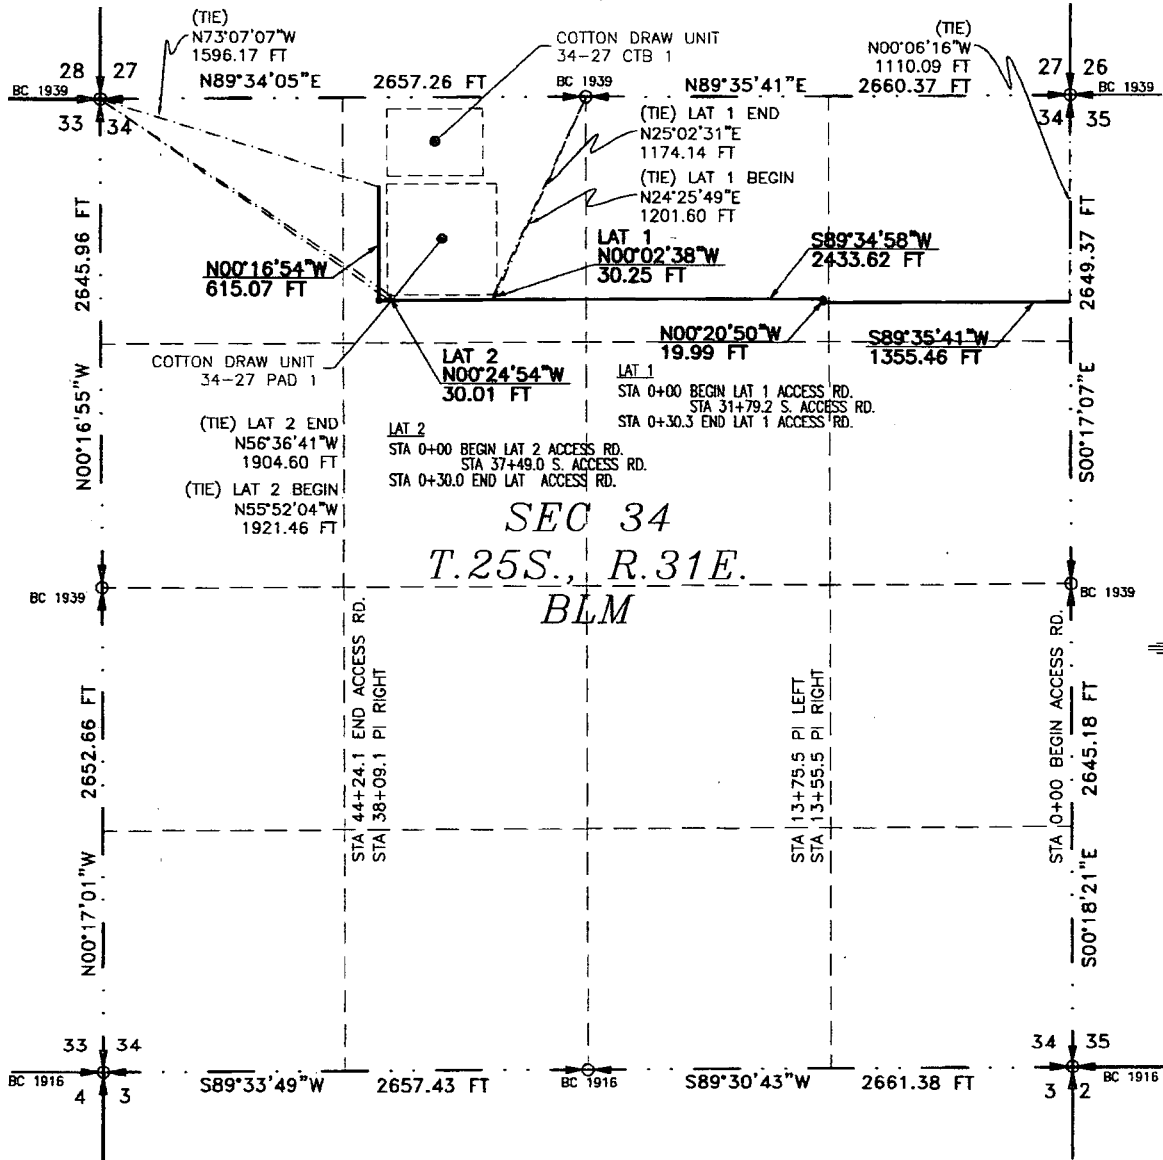 (TIE)
N73°07'07"W
1596.17 FT
COTTON DRAW UNIT
34-27 CTB 1
(TIE)
N00°06'16"W
1110.09 FT
28 27
BC 1939
33 34
N89°34'05"E 2657.26 FT
BC 1939
N89°35'41"E 2660.37 FT
27 26
BC 1939
34 35
(TIE) LAT 1 END
N25°02'31"E
1174.14 FT
(TIE) LAT 1 BEGIN
N24°25'49"E
1201.60 FT
2645.96 FT
N00°16'55"W
2649.37 FT
S00°17'07"E
N00°16'54"W
615.07 FT
LAT 1
N00°02'38"W
30.25 FT
S89°34'58"W
2433.62 FT
N00°20'50"W
19.99 FT
S89°35'41"W
1355.46 FT
COTTON DRAW UNIT
34-27 PAD 1
LAT 2
N00°24'54"W
30.01 FT
LAT 1
STA 0+00 BEGIN LAT 1 ACCESS RD.
STA 31+79.2 S. ACCESS RD.
STA 0+30.3 END LAT 1 ACCESS RD.
(TIE) LAT 2 END
N56°36'41"W
1904.60 FT
(TIE) LAT 2 BEGIN
N55°52'04"W
1921.46 FT
LAT 2
STA 0+00 BEGIN LAT 2 ACCESS RD.
STA 37+49.0 S. ACCESS RD.
STA 0+30.0 END LAT ACCESS RD.
SEC 34
T.25S., R.31E.
BLM
BC 1939
BC 1939
2652.66 FT
N00°17'01"W
STA 44+24.1 END ACCESS RD.
STA 38+09.1 PI RIGHT
STA 13+75.5 PI LEFT
STA 13+55.5 PI RIGHT
STA 0+00 BEGIN ACCESS RD.
2645.18 FT
S00°18'21"E
33 34
BC 1916
4 3
S89°33'49"W 2657.43 FT
BC 1916
S89°30'43"W 2661.38 FT
34 35
BC 1916
3 2